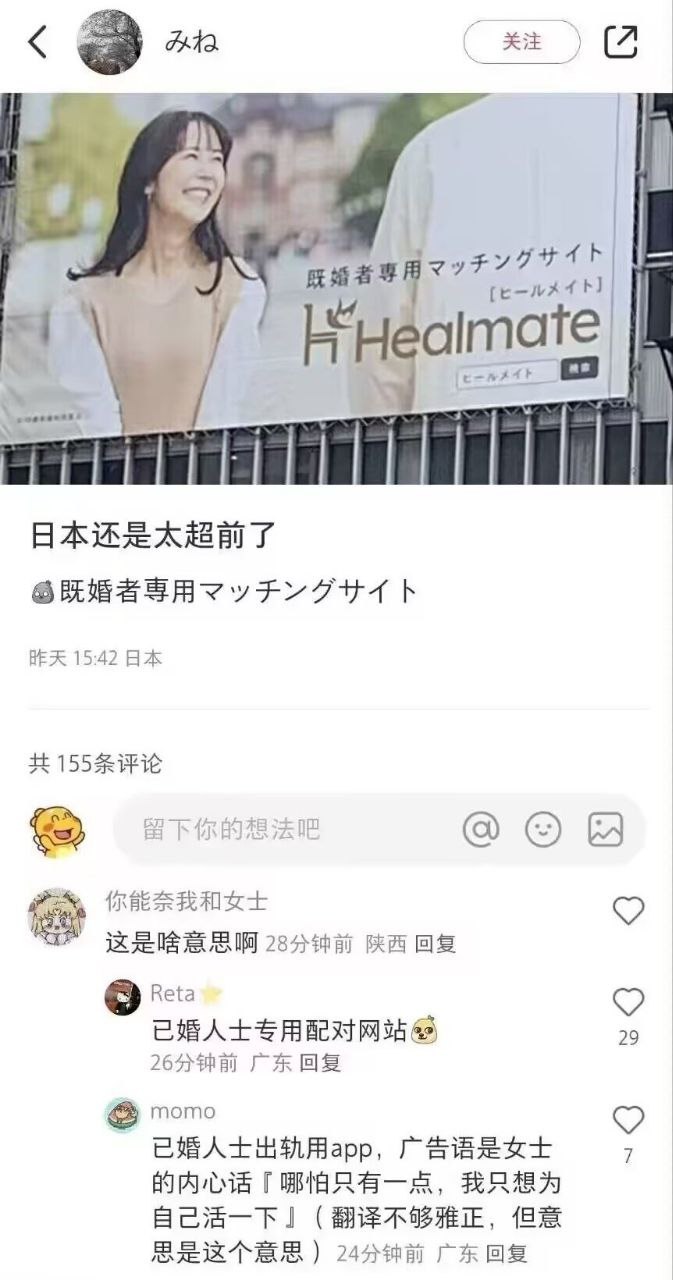 みね
关注
既婚者専用マッチングサイト
[ヒールメイト]
Healmate
ヒールメイト
検索
日本还是太超前了
既婚者専用マッチングサイト
昨天 15:42 日本
共 155条评论
留下你的想法吧
你能奈我和女士
这是啥意思啊 28分钟前 陕西 回复
Reta
已婚人士专用配对网站
29
26分钟前 广东 回复
momo
已婚人士出轨用app，广告语是女士
7
的内心话『哪怕只有一点，我只想为
自己活一下』（翻译不够雅正，但意
思是这个意思）24分钟前 广东 回复